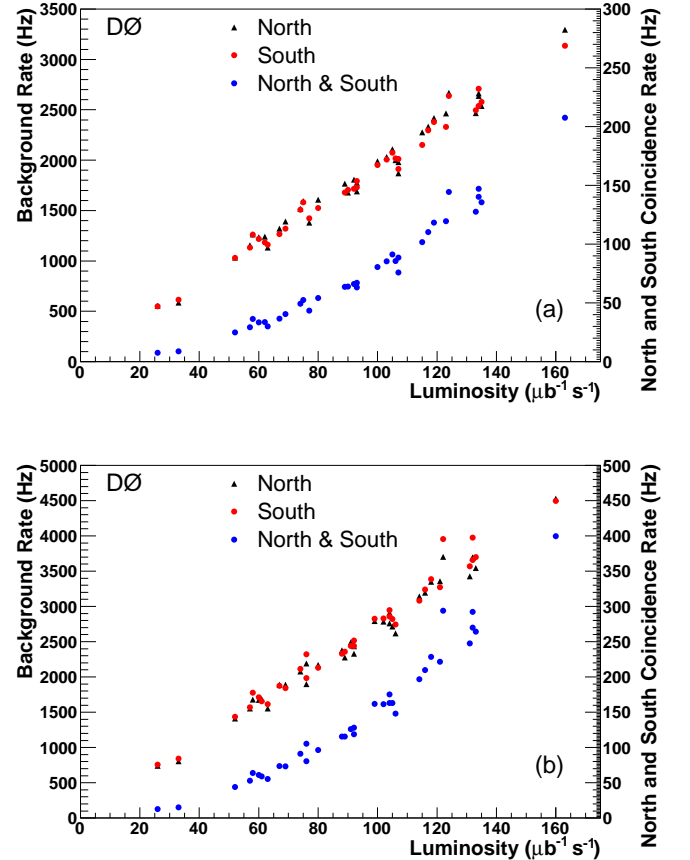 DØ
North
South
North & South
Background Rate (Hz)
3500
3000
2500
2000
1500
1000
500
0
North and South Coincidence Rate (Hz)
300
250
200
150
100
50
0
(a)
0 20 40 60 80 100 120 140 160
Luminosity (μb⁻¹ s⁻¹)
DØ
North
South
North & South
Background Rate (Hz)
5000
4500
4000
3500
3000
2500
2000
1500
1000
500
0
North and South Coincidence Rate (Hz)
500
450
400
350
300
250
200
150
100
50
0
(b)
0 20 40 60 80 100 120 140 160
Luminosity (μb⁻¹ s⁻¹)